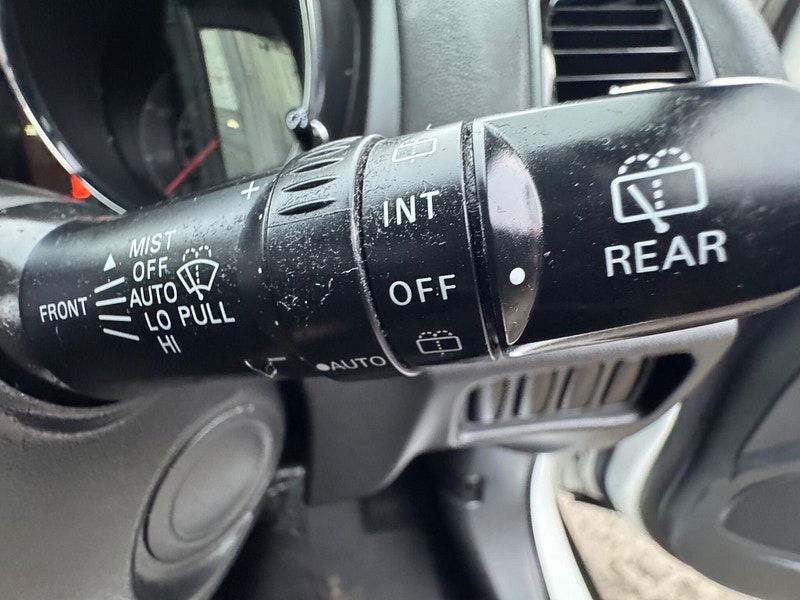 MIST
OFF
FRONT AUTO
LO PULL
HI
+
AUTO
INT
OFF
REAR